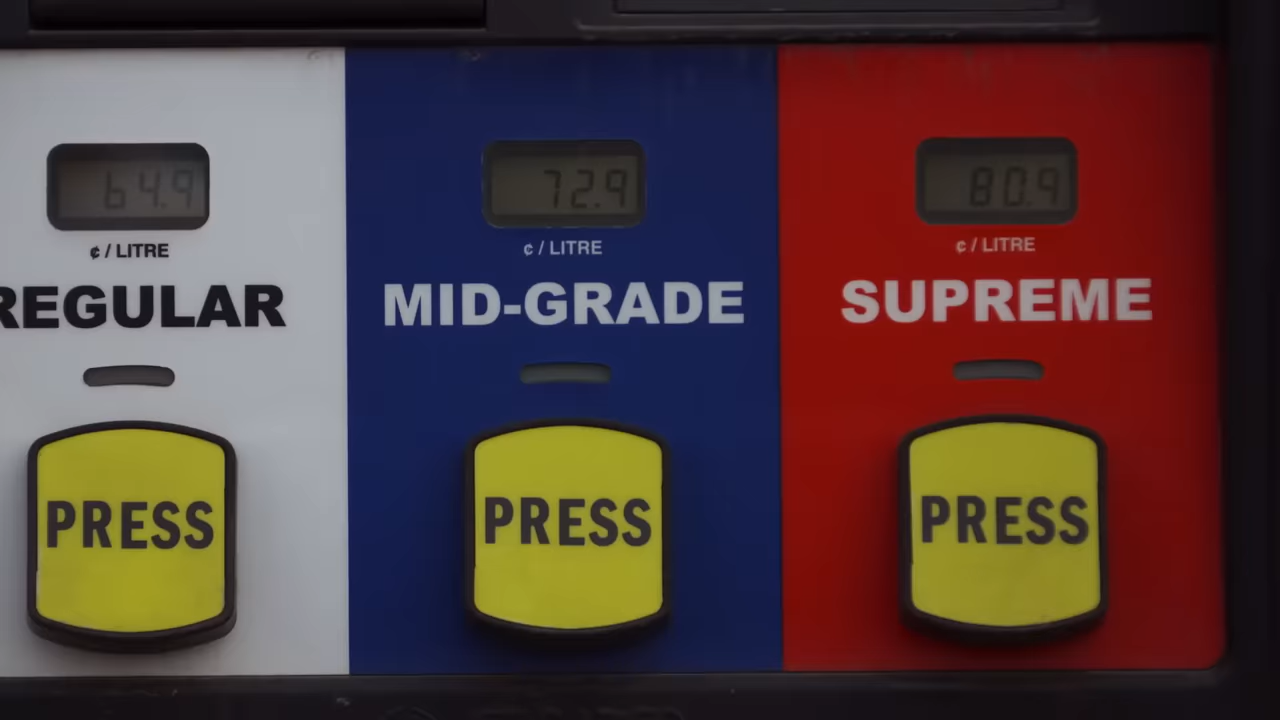 64.9
¢ / LITRE
REGULAR
PRESS
72.9
¢ / LITRE
MID-GRADE
PRESS
80.9
¢ / LITRE
SUPREME
PRESS